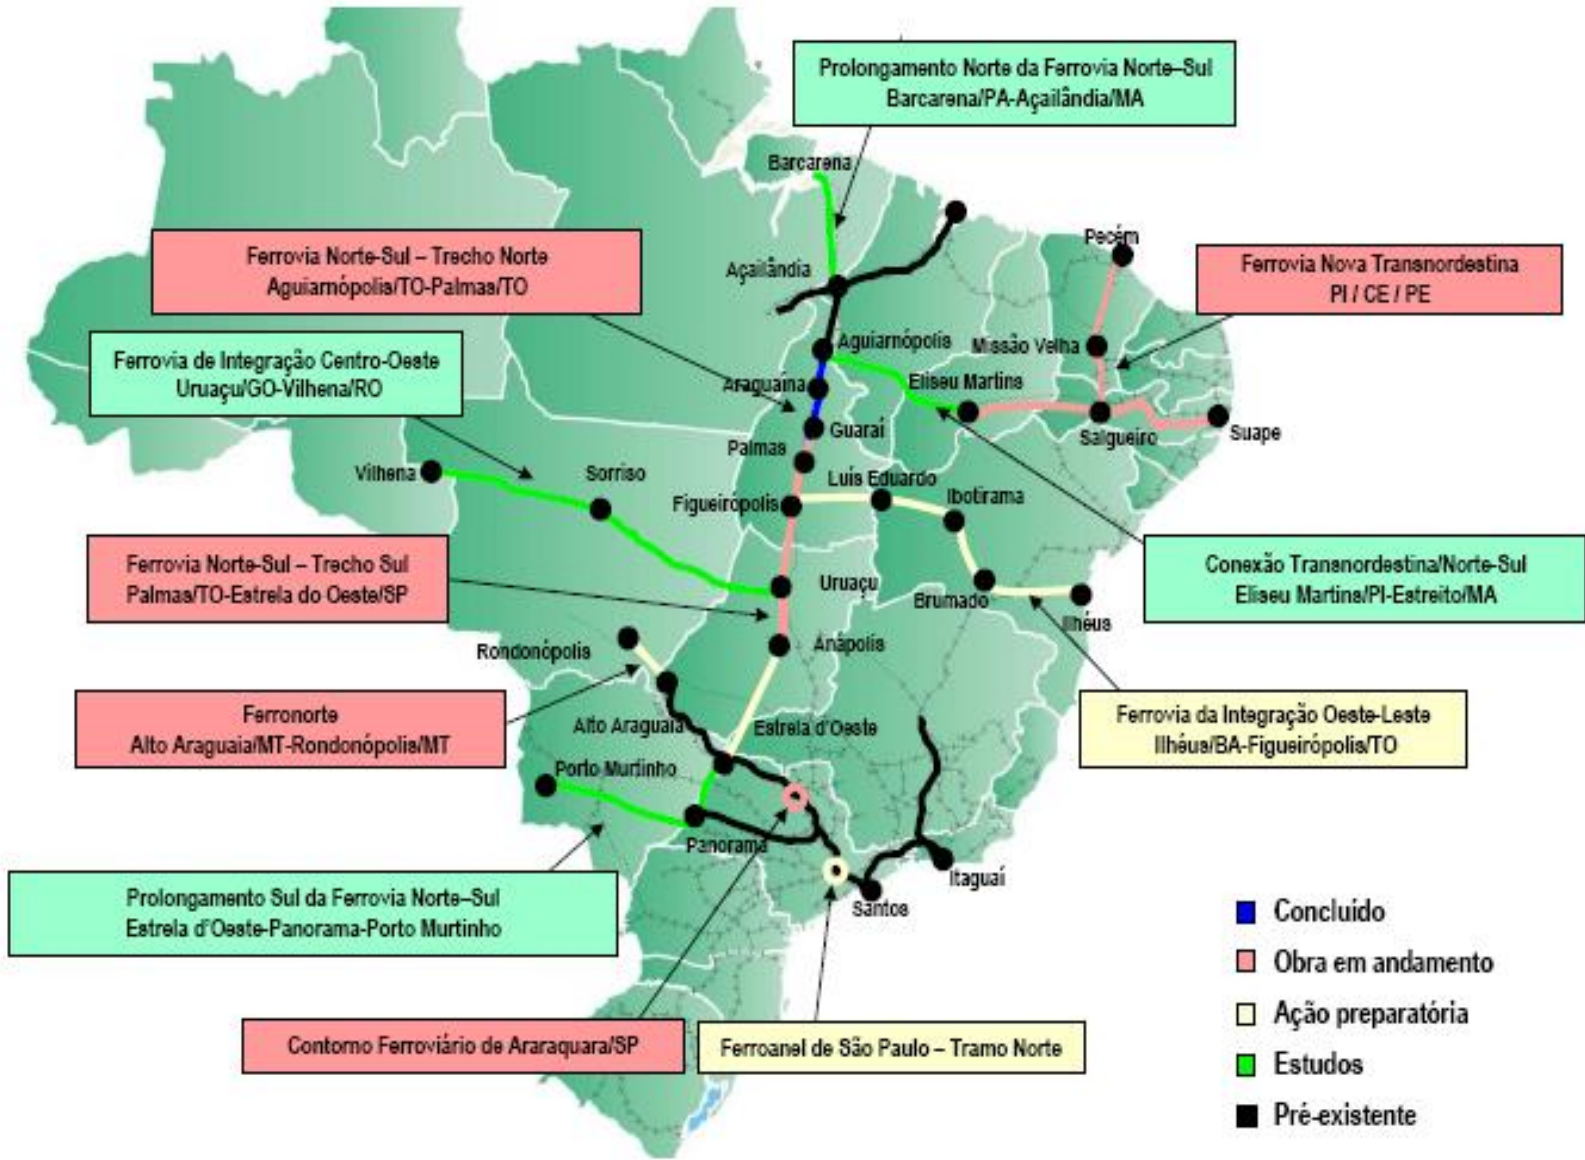 Prolongamento Norte da Ferrovia Norte–Sul
Barcarena/PA-Açailândia/MA
Barcarena
Pecém
Ferrovia Norte-Sul – Trecho Norte
Aguiarnópolis/TO-Palmas/TO
Açailândia
Ferrovia Nova Transnordestina
PI / CE / PE
Ferrovia de Integração Centro-Oeste
Uruaçu/GO-Vilhena/RO
Aguiarnópolis
Missão Velha
Araguaína
Eliseu Martins
Guaraí
Salgueiro
Suape
Palmas
Vilhena
Sorriso
Luís Eduardo
Ibotirama
Figueirópolis
Ferrovia Norte-Sul – Trecho Sul
Palmas/TO-Estrela do Oeste/SP
Conexão Transnordestina/Norte-Sul
Eliseu Martins/PI-Estreito/MA
Uruaçu
Brumado
Ilhéus
Rondonópolis
Anápolis
Ferronorte
Alto Araguaia/MT-Rondonópolis/MT
Alto Araguaia
Estrela d'Oeste
Ferrovia da Integração Oeste-Leste
Ilhéus/BA-Figueirópolis/TO
Porto Murtinho
Panorama
Itaguaí
Santos
Prolongamento Sul da Ferrovia Norte–Sul
Estrela d'Oeste-Panorama-Porto Murtinho
Contorno Ferroviário de Araraquara/SP
Ferroanel de São Paulo – Tramo Norte
Concluído
Obra em andamento
Ação preparatória
Estudos
Pré-existente